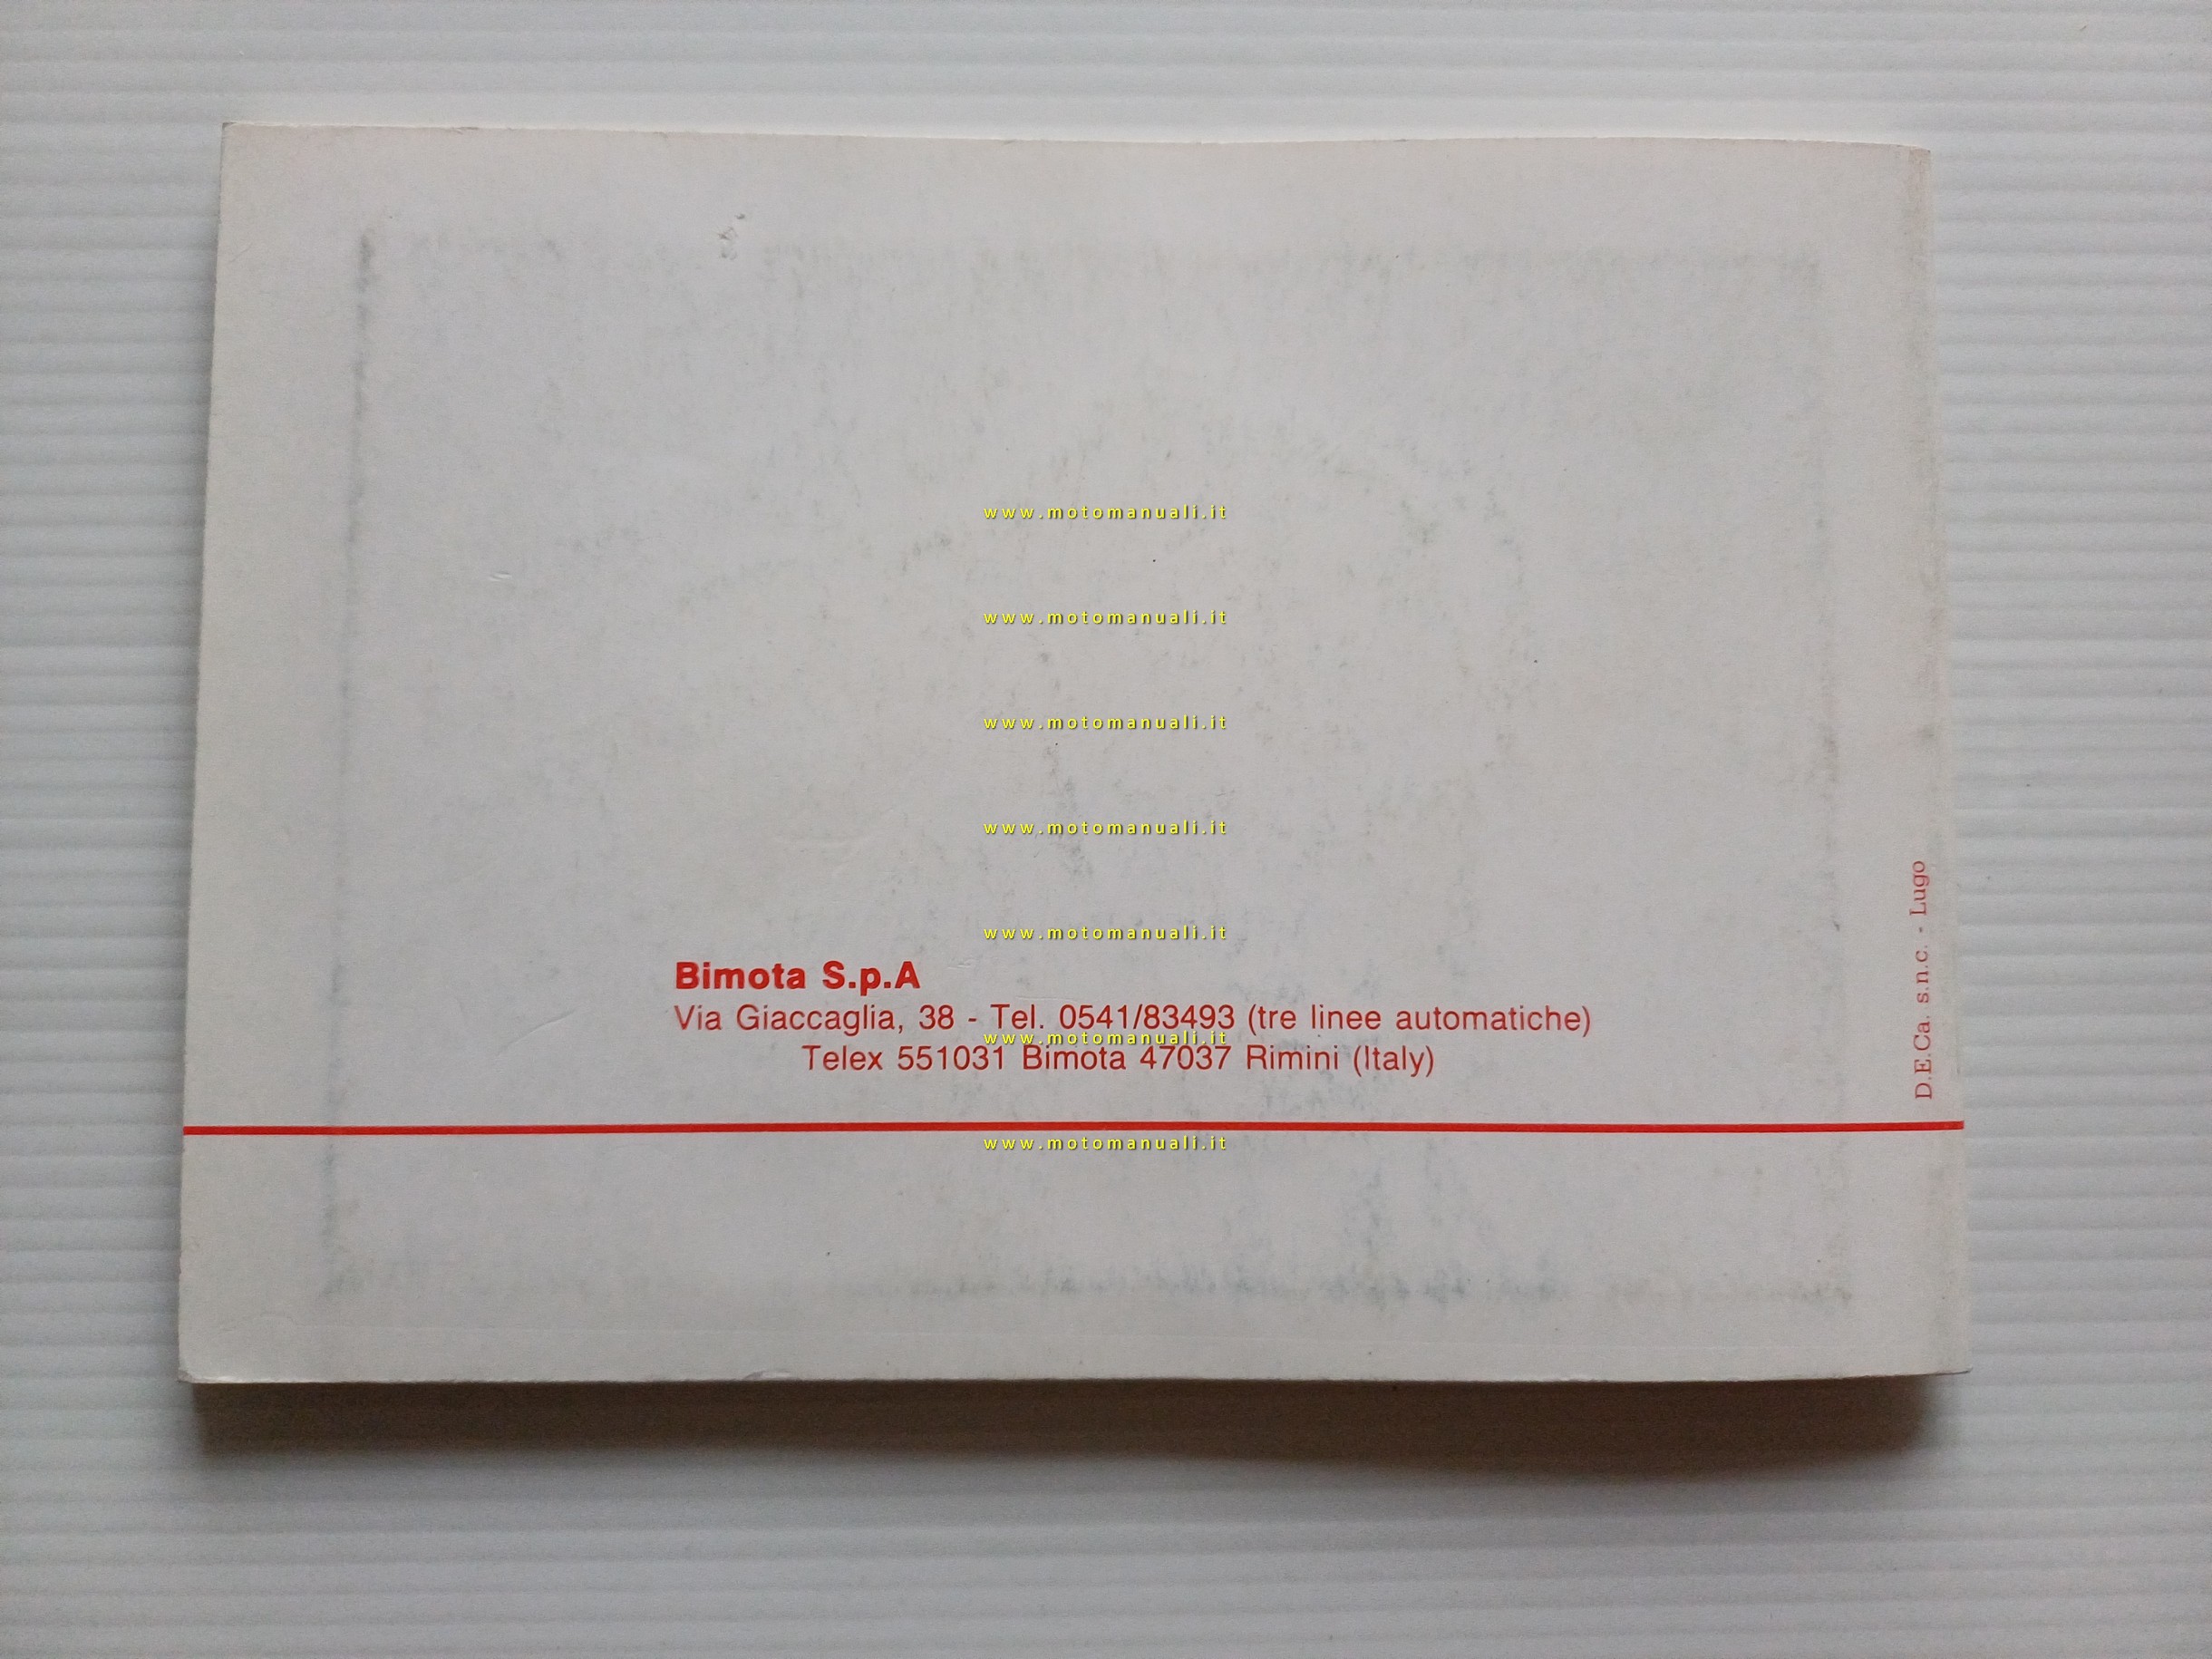 www.motomanuali.it
www.motomanuali.it
www.motomanuali.it
www.motomanuali.it
www.motomanuali.it
Bimota S.p.A
Via Giaccaglia, 38 - Tel. 0541/83493 (tre linee automatiche)
www.motomanuali.it
Telex 551031 Bimota 47037 Rimini (Italy)
www.motomanuali.it
D.E.Ca. s.n.c. - Lugo